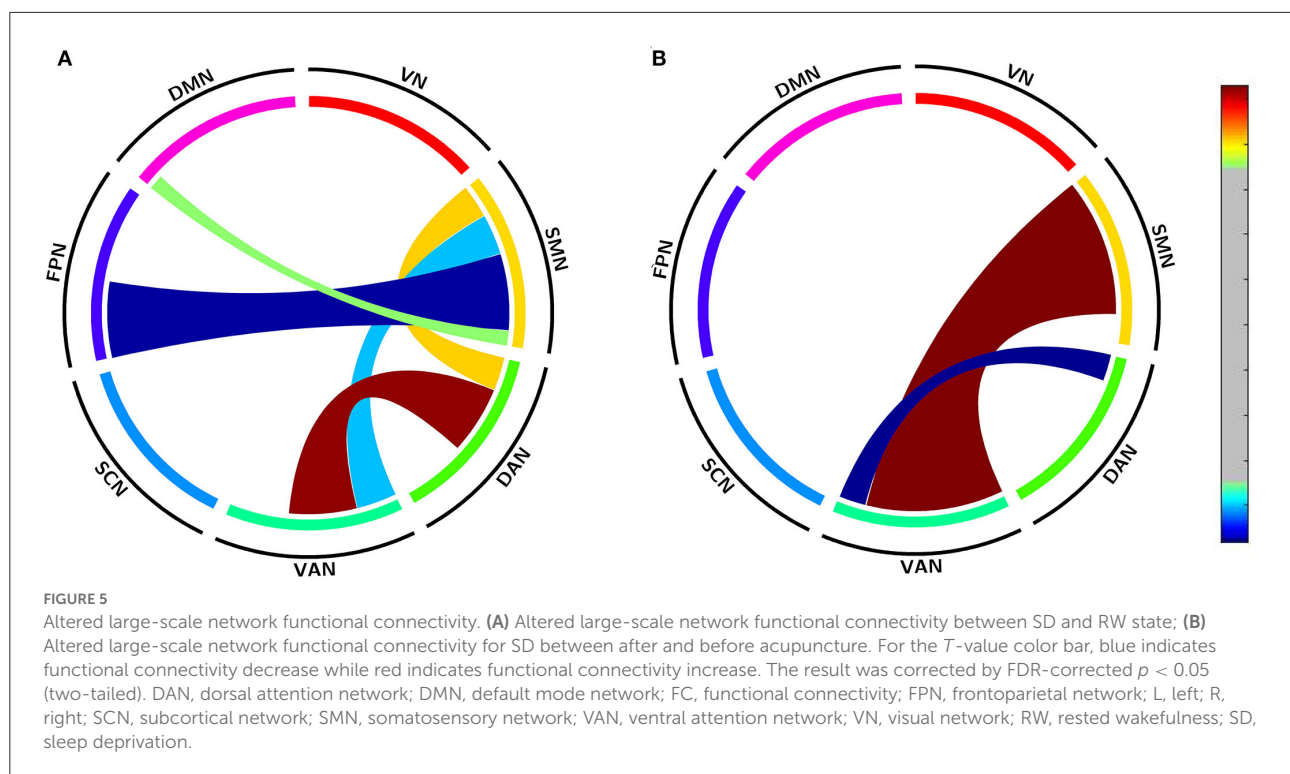 A
B
DMN
VN
DMN
VN
FPN
SMN
FPN
SMN
SCN
DAN
SCN
DAN
VAN
VAN
FIGURE 5
Altered large-scale network functional connectivity. (A) Altered large-scale network functional connectivity between SD and RW state; (B)
Altered large-scale network functional connectivity for SD between after and before acupuncture. For the T-value color bar, blue indicates
functional connectivity decrease while red indicates functional connectivity increase. The result was corrected by FDR-corrected p < 0.05
(two-tailed). DAN, dorsal attention network; DMN, default mode network; FC, functional connectivity; FPN, frontoparietal network; L, left; R,
right; SCN, subcortical network; SMN, somatosensory network; VAN, ventral attention network; VN, visual network; RW, rested wakefulness; SD,
sleep deprivation.